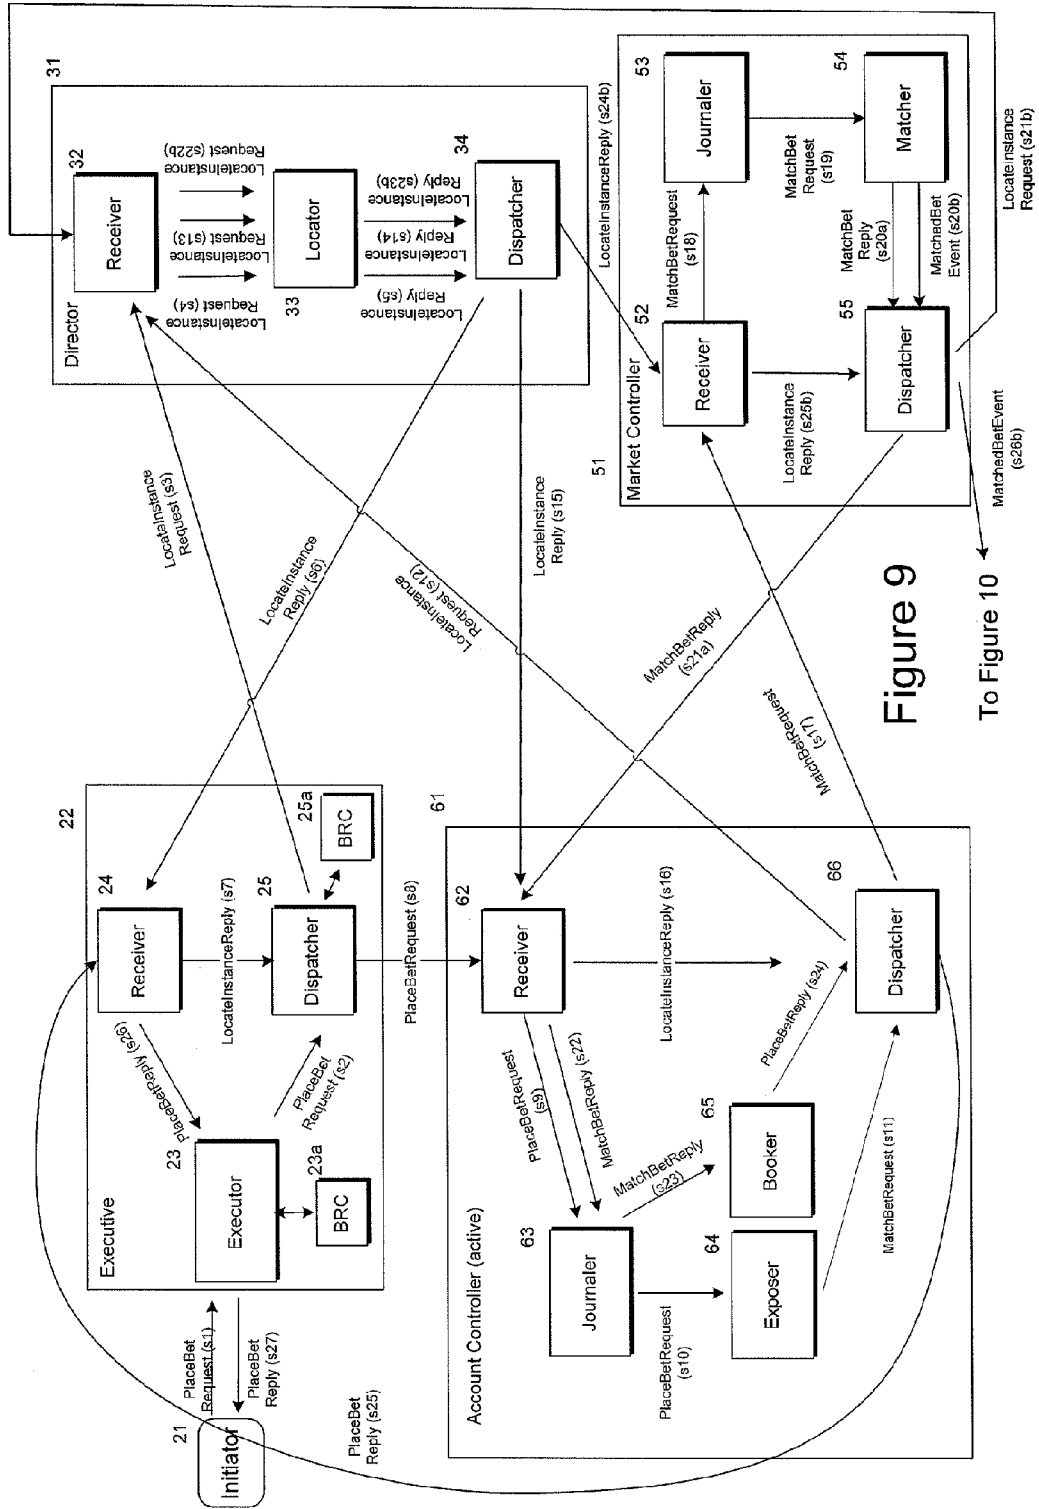 31
Director
32
Receiver
LocateInstance
Request (s4)
LocateInstance
Request (s13)
LocateInstance
Request (s22b)
33
Locator
LocateInstance
Reply (s5)
LocateInstance
Reply (s14)
LocateInstance
Reply (s23b)
34
Dispatcher
LocateInstanceReply (s24b)
51
Market Controller
52
Receiver
MatchBetRequest
(s18)
53
Journaler
MatchBet
Request
(s19)
54
Matcher
MatchBet
Reply
(s20a)
MatchedBet
Event (s20b)
LocateInstance
Reply (s25b)
55
Dispatcher
LocateInstance
Request (s21b)
MatchedBetEvent
(s26b)
LocateInstance
Request (s3)
LocateInstance
Reply (s6)
LocateInstance
Request (s12)
LocateInstance
Reply (s15)
MatchBetReply
(s21a)
MatchBetRequest
(s17)
Figure 9
To Figure 10
22
Executive
24
Receiver
LocateInstanceReply (s7)
25
Dispatcher
25a
BRC
PlaceBetReply (s26)
PlaceBet
Request (s2)
23
Executor
23a
BRC
PlaceBetRequest (s8)
PlaceBet
Request (s1)
PlaceBet
Reply (s27)
21
Initiator
PlaceBet
Reply (s25)
61
Account Controller (active)
62
Receiver
LocateInstanceReply (s16)
PlaceBetRequest
(s9)
MatchBetReply (s22)
63
Journaler
MatchBetReply
(s23)
PlaceBetRequest
(s10)
64
Exposer
65
Booker
PlaceBetReply (s24)
MatchBetRequest (s11)
66
Dispatcher